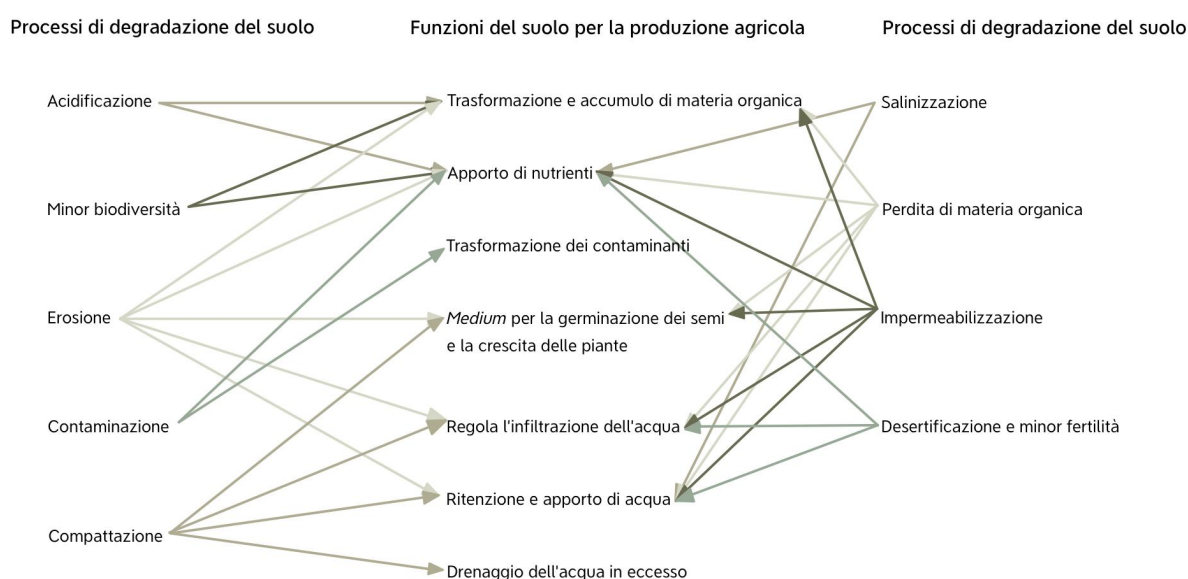 Processi di degradazione del suolo
Funzioni del suolo per la produzione agricola
Processi di degradazione del suolo
Acidificazione
Minor biodiversità
Erosione
Contaminazione
Compattazione
Trasformazione e accumulo di materia organica
Apporto di nutrienti
Trasformazione dei contaminanti
Medium per la germinazione dei semi
e la crescita delle piante
Regola l'infiltrazione dell'acqua
Ritenzione e apporto di acqua
Drenaggio dell'acqua in eccesso
Salinizzazione
Perdita di materia organica
Impermeabilizzazione
Desertificazione e minor fertilità